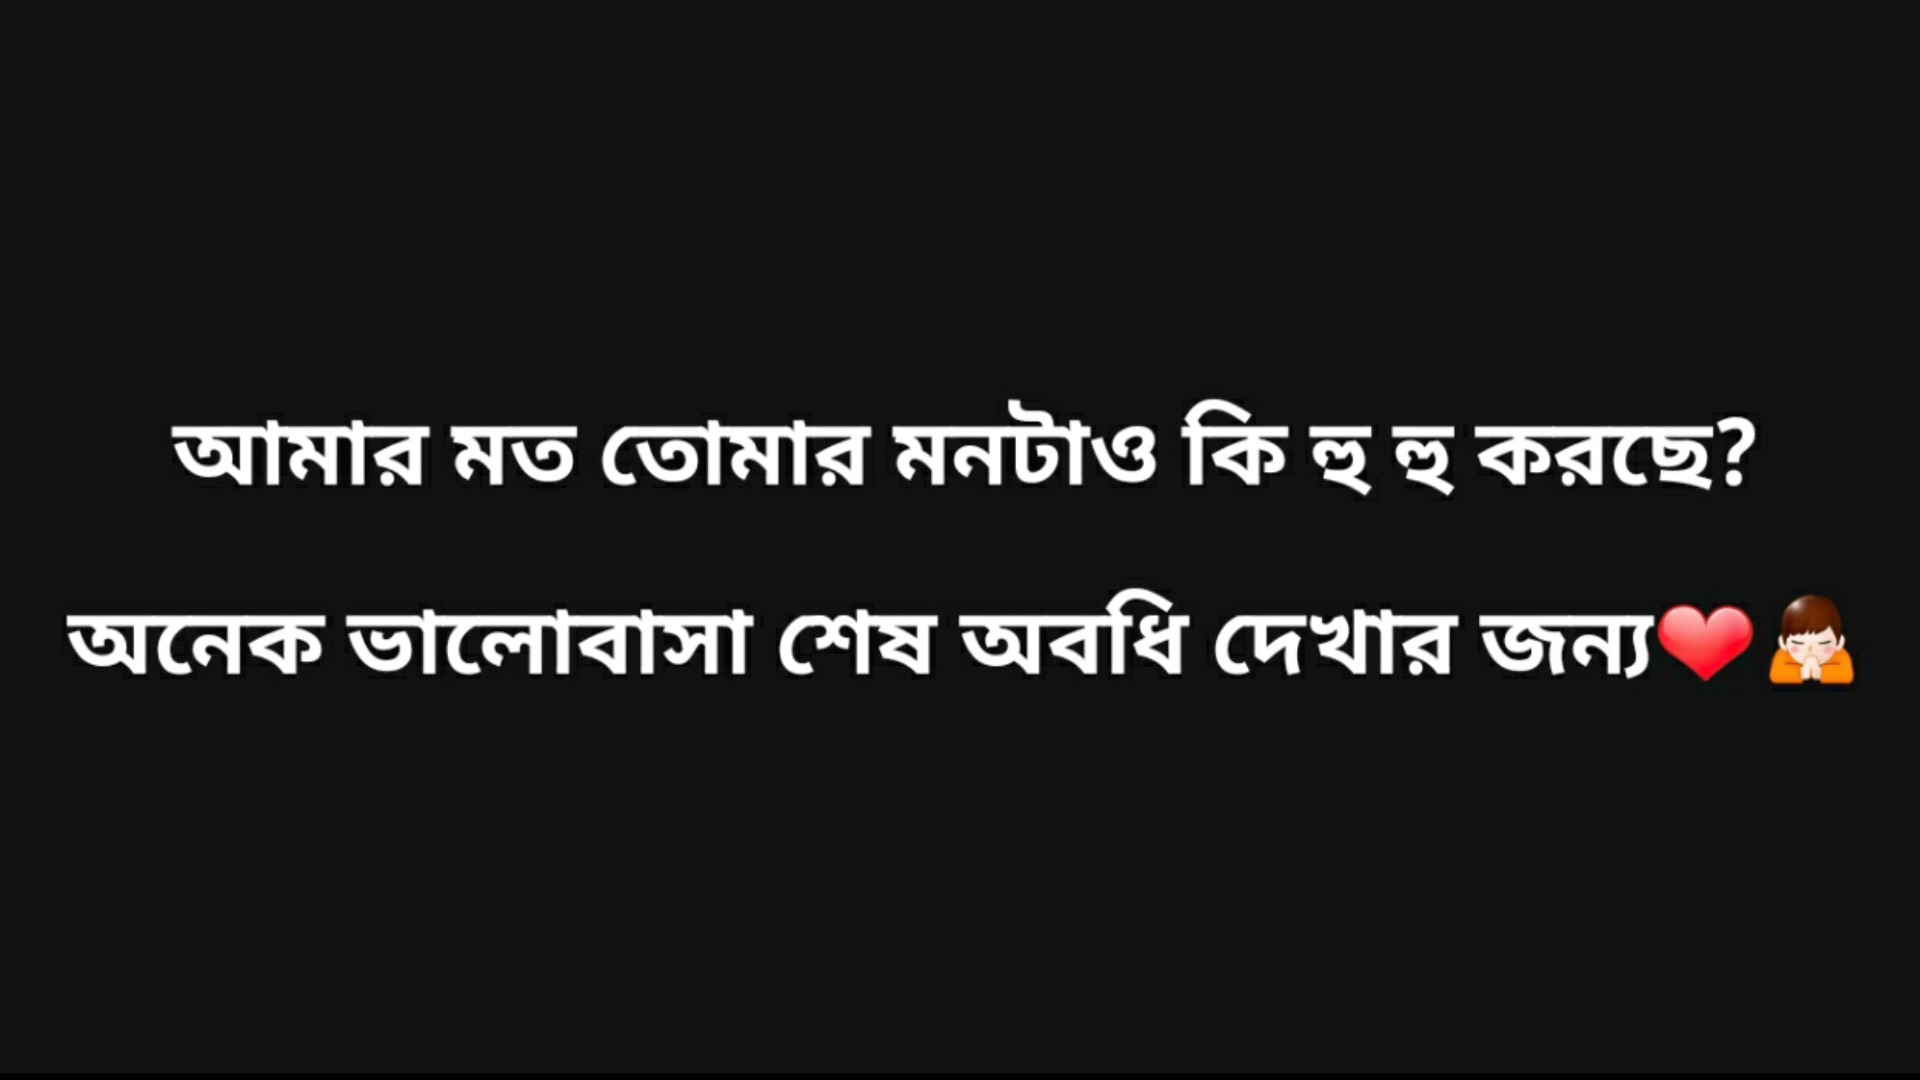 আমার মত তোমার মনটাও কি হু হু করছে?
অনেক ভালোবাসা শেষ অবধি দেখার জন্য❤️🙏